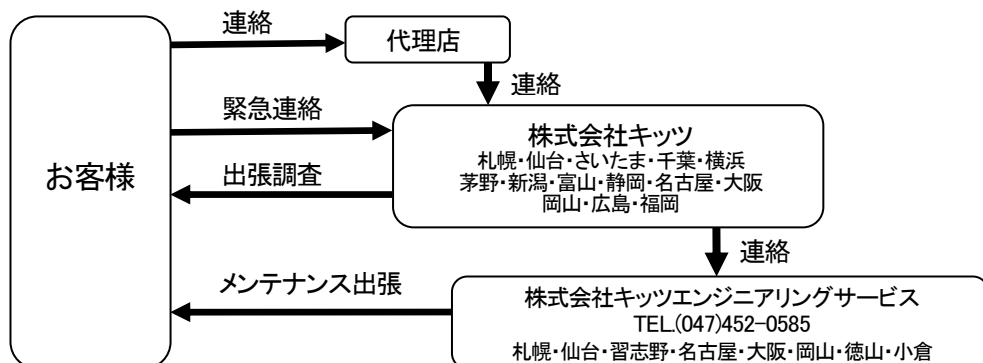 連絡
代理店
連絡
緊急連絡
株式会社キッツ
札幌・仙台・さいたま・千葉・横浜
茅野・新潟・富山・静岡・名古屋・大阪
岡山・広島・福岡
お客様
出張調査
連絡
メンテナンス出張
株式会社キッツエンジニアリングサービス
TEL.(047)452-0585
札幌・仙台・習志野・名古屋・大阪・岡山・徳山・小倉